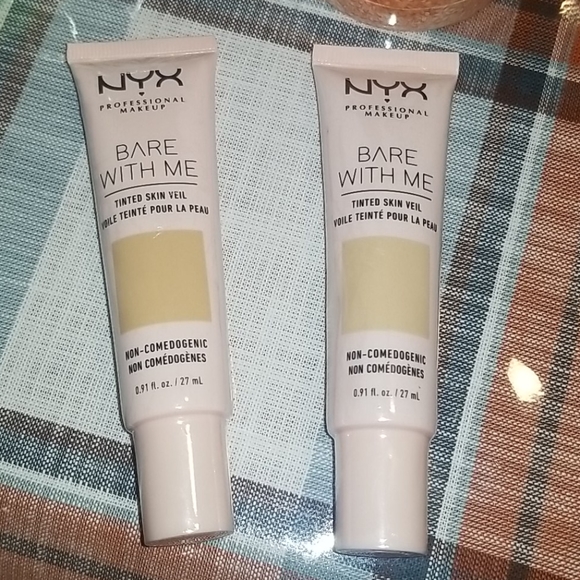 NYX
PROFESSIONAL
MAKEUP
BARE
WITH ME
TINTED SKIN VEIL
VOILE TEINTÉ POUR LA PEAU
NON-COMEDOGENIC
NON COMÉDOGÈNES
0.91 fl. oz. / 27 mL
NYX
PROFESSIONAL
MAKEUP
BARE
WITH ME
TINTED SKIN VEIL
VOILE TEINTÉ POUR LA PEAU
NON-COMEDOGENIC
NON COMÉDOGÈNES
0.91 fl. oz. / 27 mL